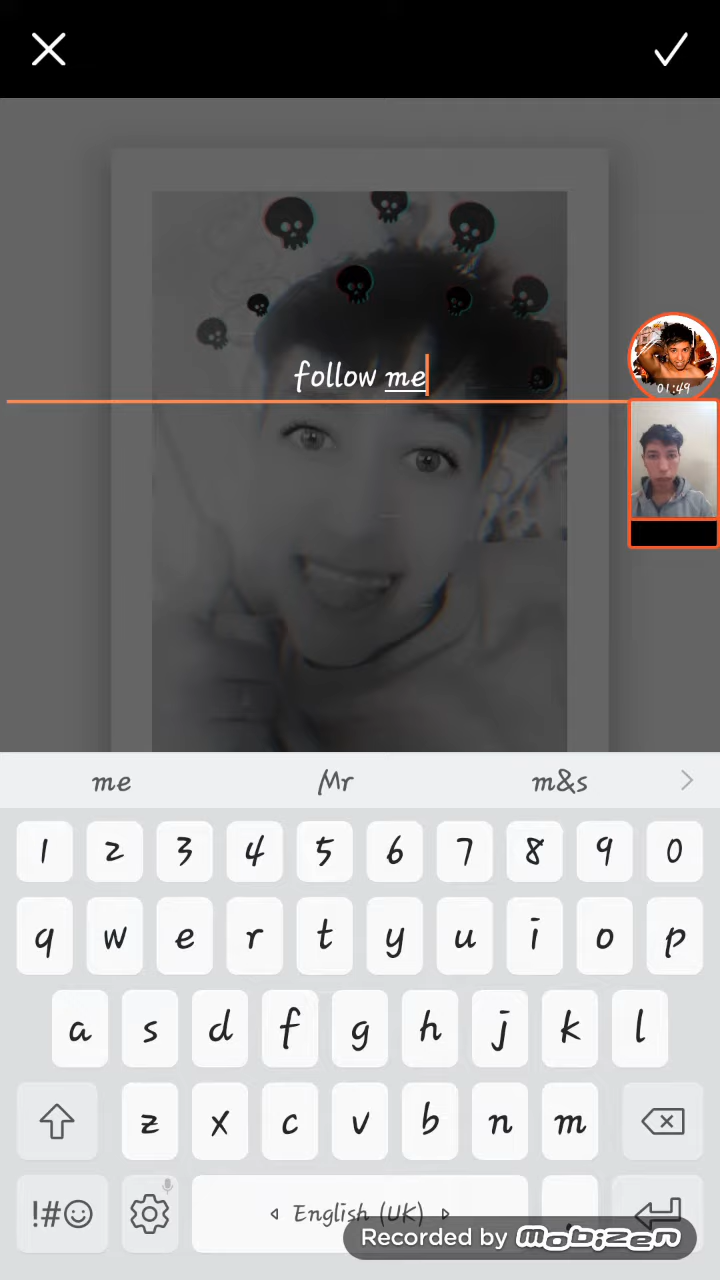 follow me
01:49
me Mr m&s
1 2 3 4 5 6 7 8 9 0
q w e r t y u i o p
a s d f g h j k l
z x c v b n m
!#☺ English (UK) .
Recorded by mobizen